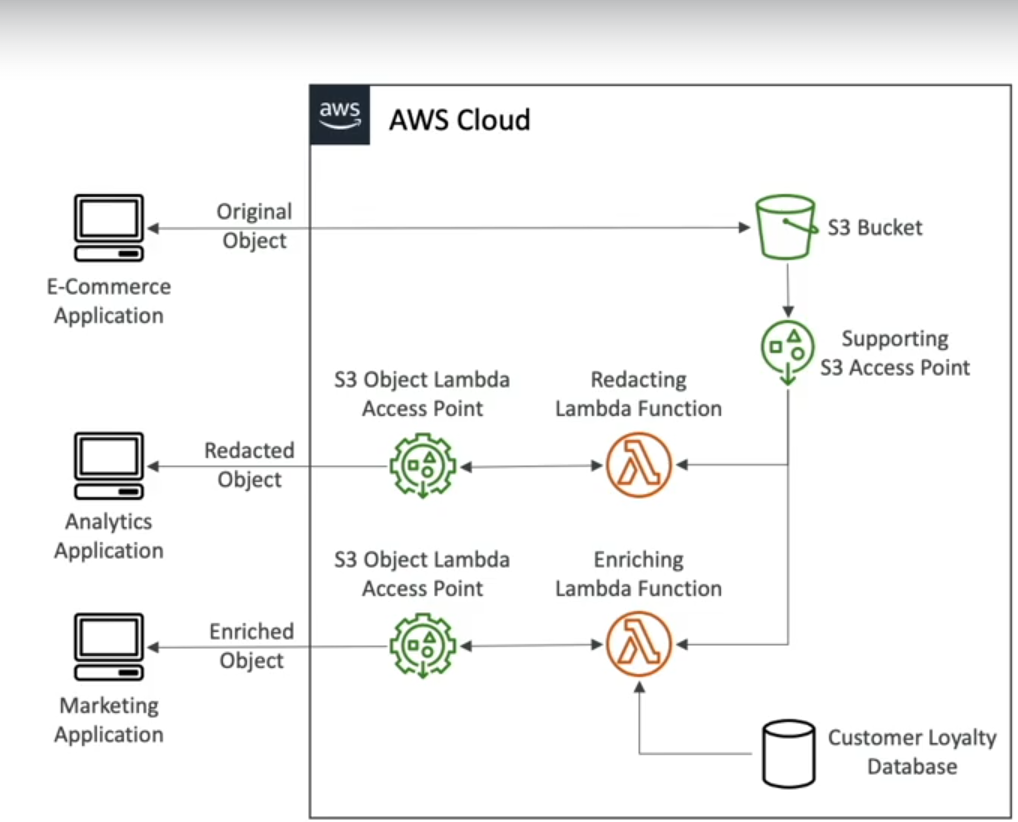 aws
AWS Cloud
Original
Object
S3 Bucket
E-Commerce
Application
Supporting
S3 Access Point
S3 Object Lambda
Access Point
Redacting
Lambda Function
Redacted
Object
Analytics
Application
S3 Object Lambda
Access Point
Enriching
Lambda Function
Enriched
Object
Marketing
Application
Customer Loyalty
Database